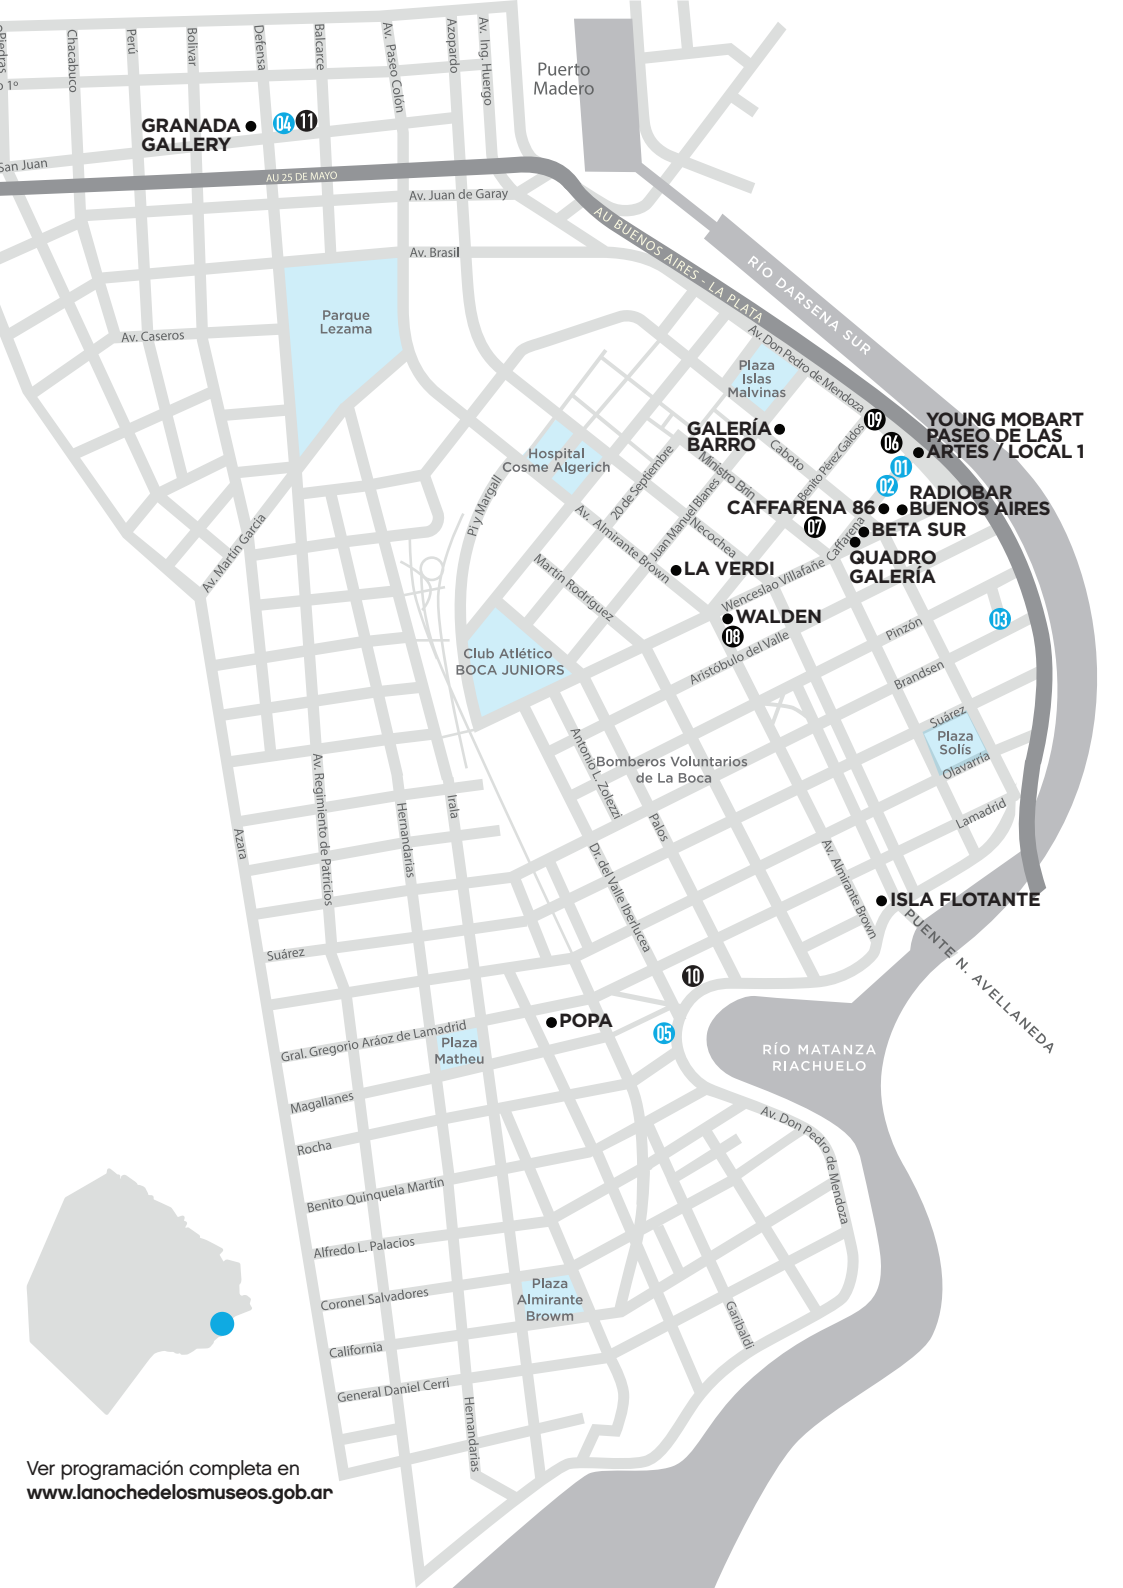 Piedras
Chacabuco
Perú
Bolivar
Defensa
Balcarce
Av. Paseo Colón
Azopardo
Av. Ing. Huergo
o 1°
Puerto
Madero
GRANADA
GALLERY
04
11
San Juan
AU 25 DE MAYO
Av. Juan de Garay
Av. Brasil
AU BUENOS AIRES - LA PLATA
RÍO DARSENA SUR
Parque
Lezama
Av. Caseros
Av. Don Pedro de Mendoza
Plaza
Islas
Malvinas
GALERÍA
BARRO
09
06
YOUNG MOBART
PASEO DE LAS
ARTES / LOCAL 1
01
02
Caboto
Benito Pérez Galdos
Ministro Brin
Hospital
Cosme Algerich
20 de Septiembre
Juan Manuel Blanes
Necochea
Pi y Margall
Av. Almirante Brown
CAFFARENA 86
RADIOBAR
BUENOS AIRES
07
Caffarena
BETA SUR
QUADRO
GALERÍA
Av. Martín García
Martín Rodriguez
LA VERDI
Wenceslao Villafañe
WALDEN
08
03
Pinzón
Aristóbulo del Valle
Club Atlético
BOCA JUNIORS
Brandsen
Suárez
Plaza
Solís
Olavarría
Antonio L. Zolezzi
Bomberos Voluntarios
de La Boca
Av. Regimiento de Patricios
Hernandarias
Irala
Azara
Palos
Lamadrid
Dr. del Valle Iberlucea
Av. Almirante Brown
ISLA FLOTANTE
PUENTE N. AVELLANEDA
Suárez
10
POPA
05
Gral. Gregorio Aráoz de Lamadrid
Plaza
Matheu
RÍO MATANZA
RIACHUELO
Magallanes
Av. Don Pedro de Mendoza
Rocha
Benito Quinquela Martín
Alfredo L. Palacios
Coronel Salvadores
Plaza
Almirante
Browm
Garibaldi
California
General Daniel Cerri
Hernandarias
Ver programación completa en
www.lanochedelosmuseos.gob.ar